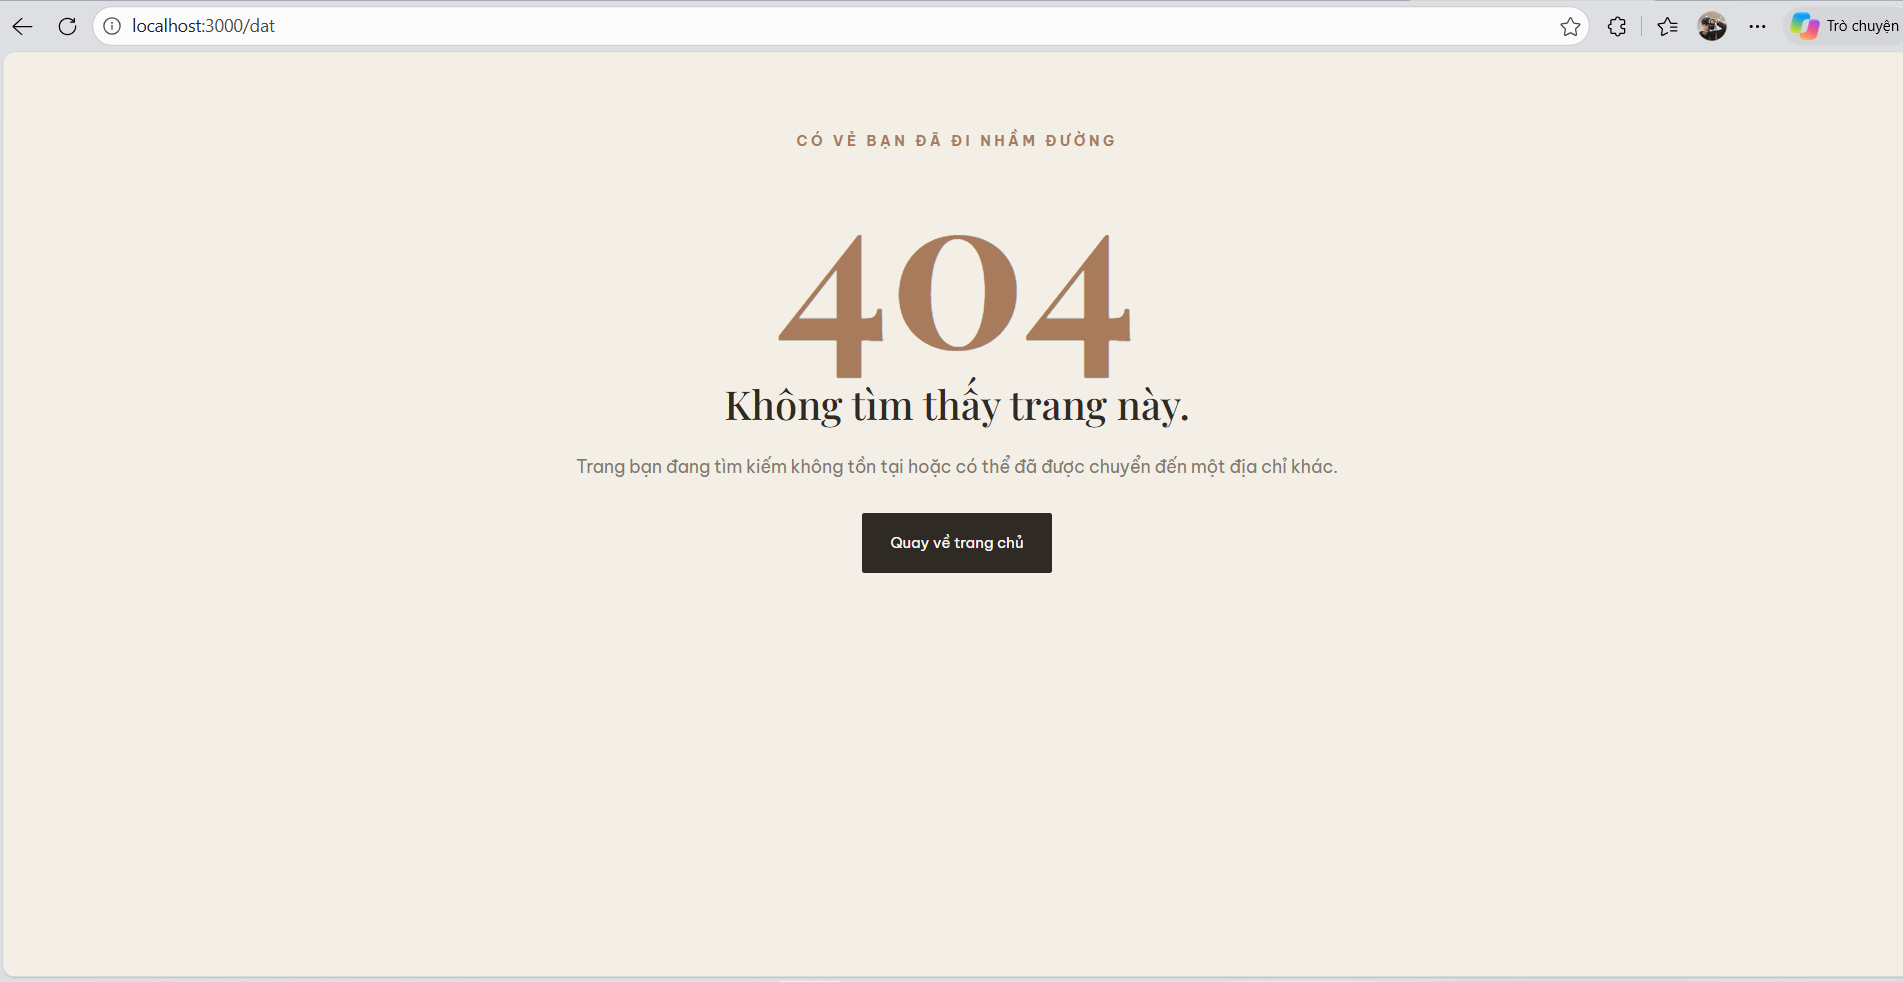 localhost:3000/dat
Trò chuyện
CÓ VẺ BẠN ĐÃ ĐI NHẦM ĐƯỜNG
404
Không tìm thấy trang này.
Trang bạn đang tìm kiếm không tồn tại hoặc có thể đã được chuyển đến một địa chỉ khác.
Quay về trang chủ